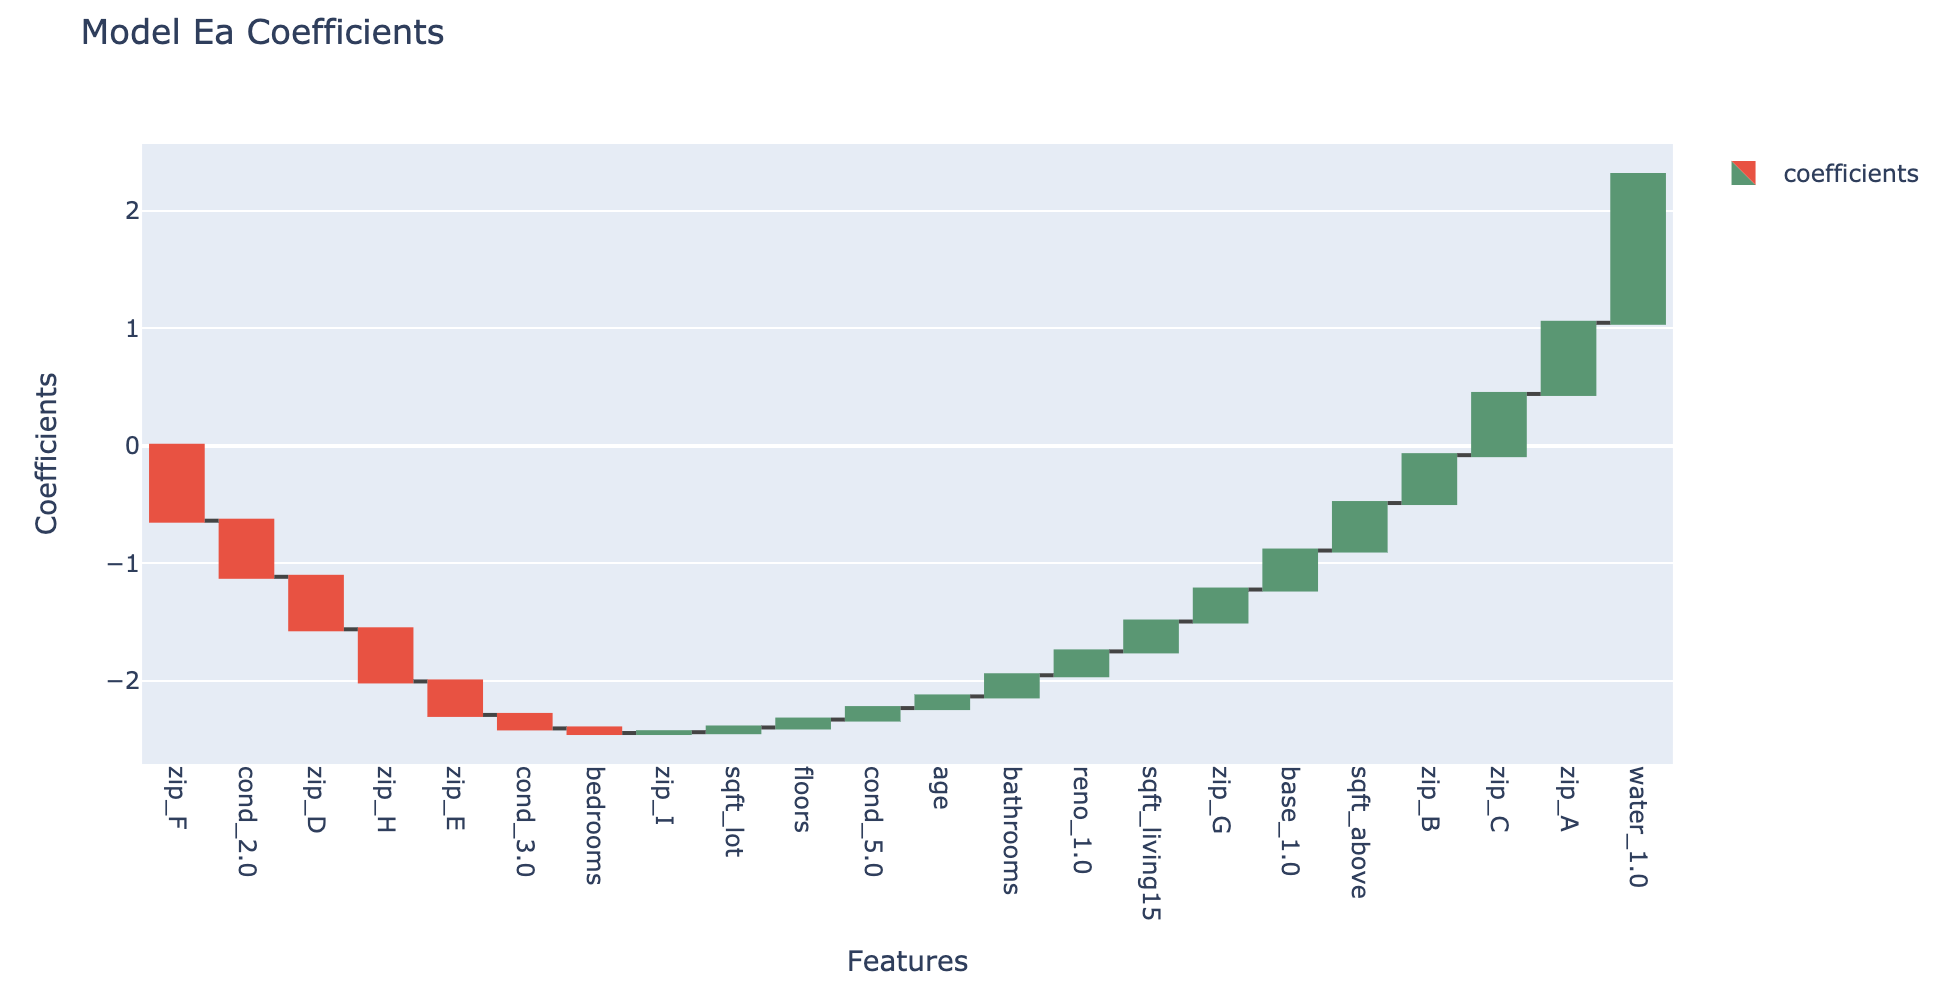 Model Ea Coefficients
coefficients
Coefficients
2
1
0
−1
−2
zip_F
cond_2.0
zip_D
zip_H
zip_E
cond_3.0
bedrooms
zip_I
sqft_lot
floors
cond_5.0
age
bathrooms
reno_1.0
sqft_living15
zip_G
base_1.0
sqft_above
zip_B
zip_C
zip_A
water_1.0
Features